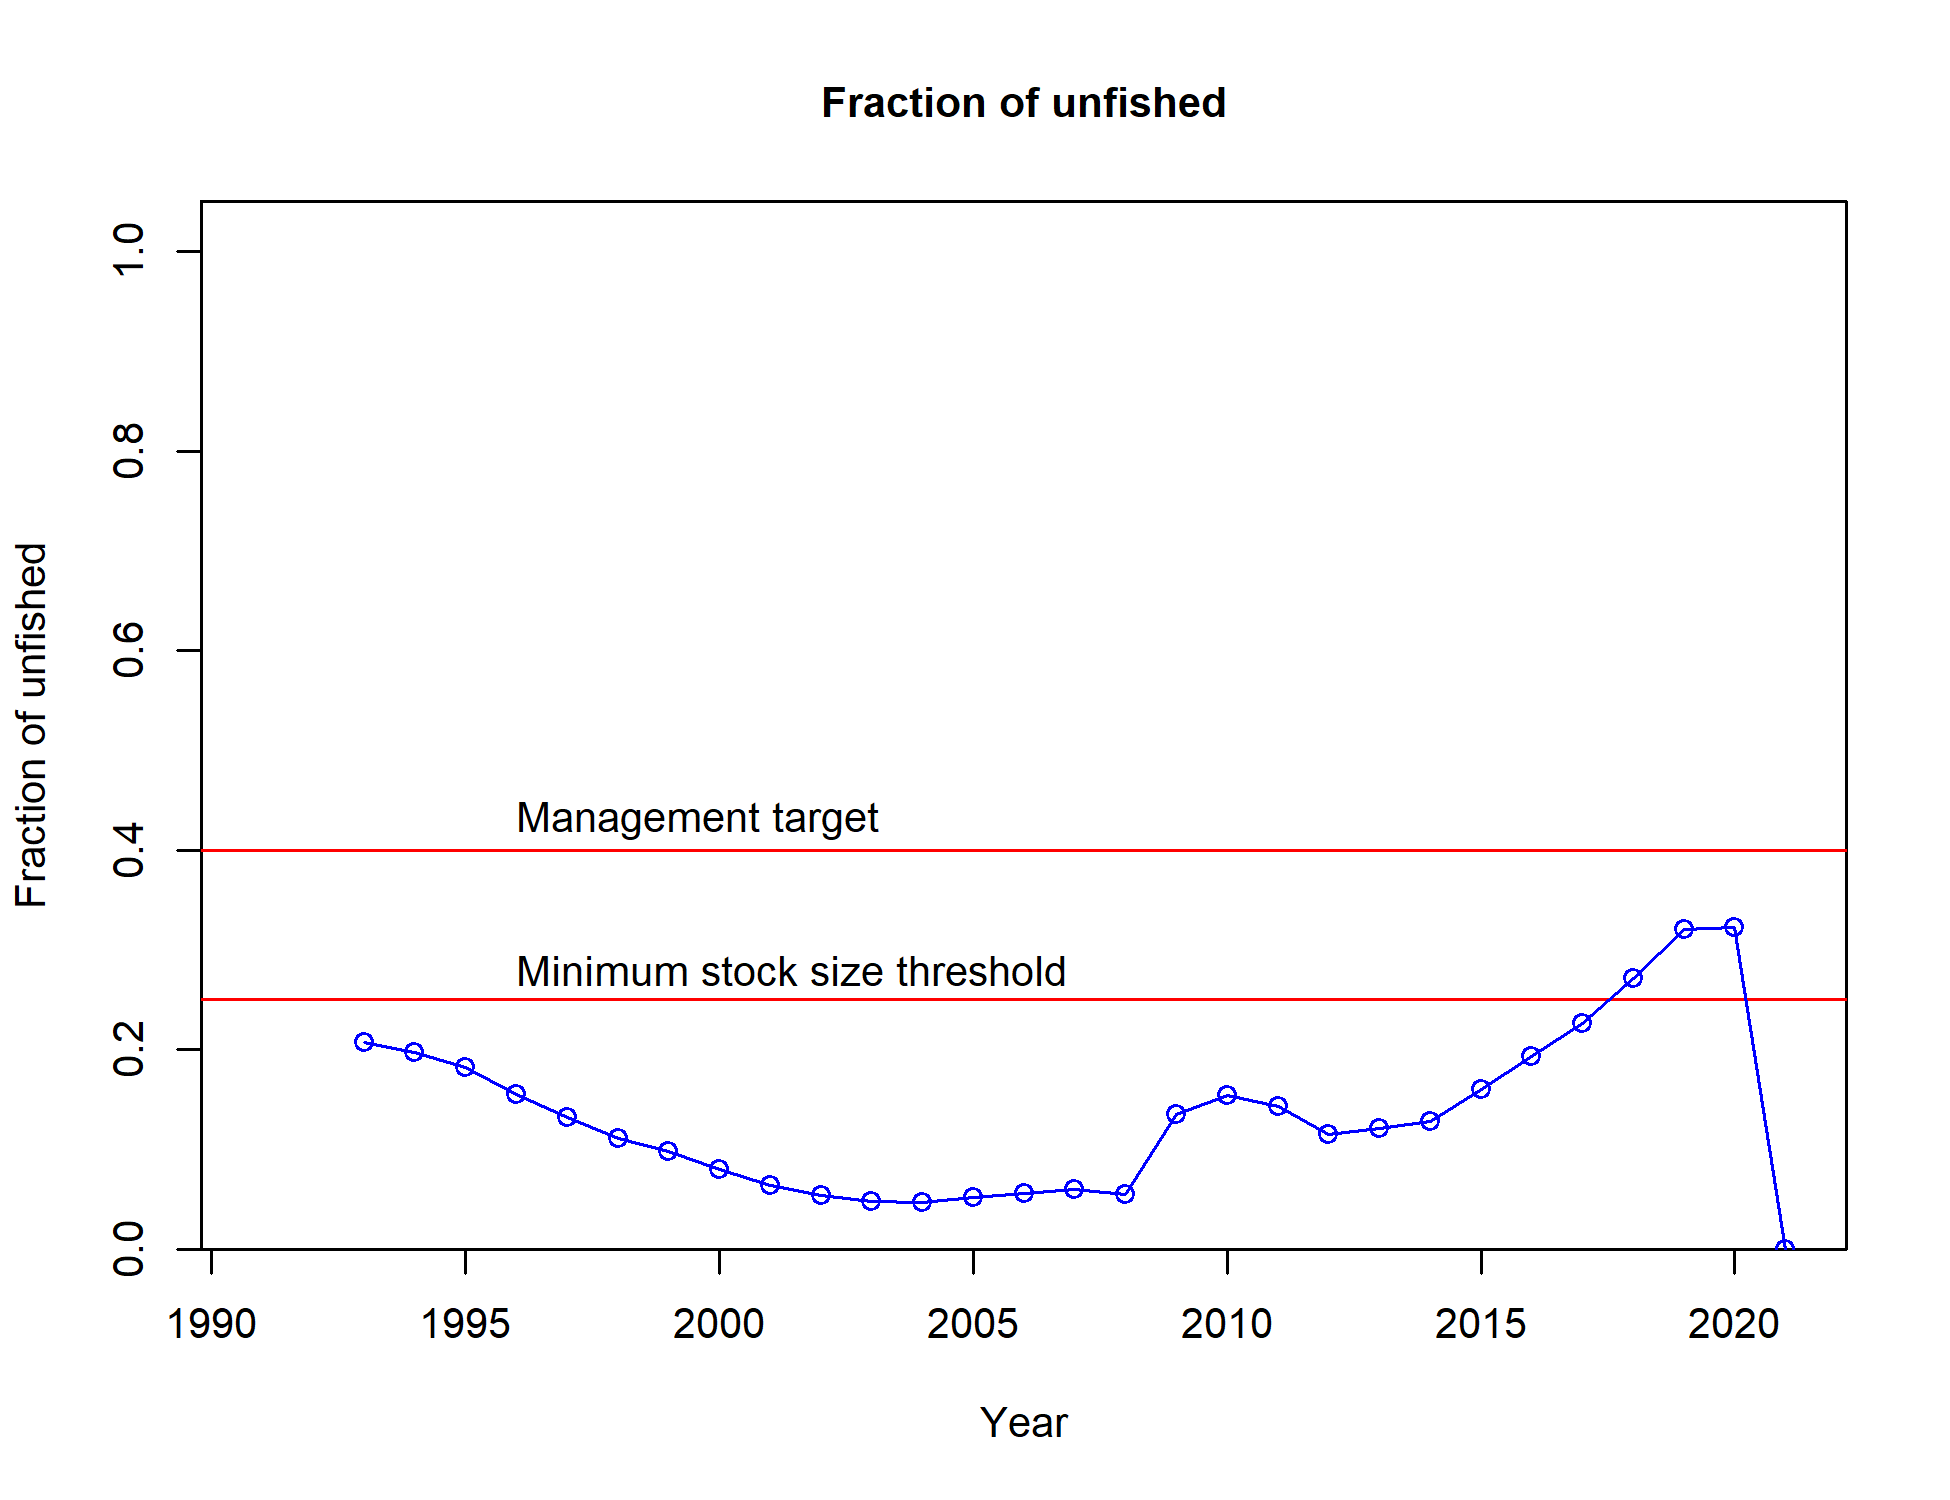 Fraction of unfished
Fraction of unfished
1.0
0.8
0.6
0.4
0.2
0.0
Management target
Minimum stock size threshold
1990 1995 2000 2005 2010 2015 2020
Year